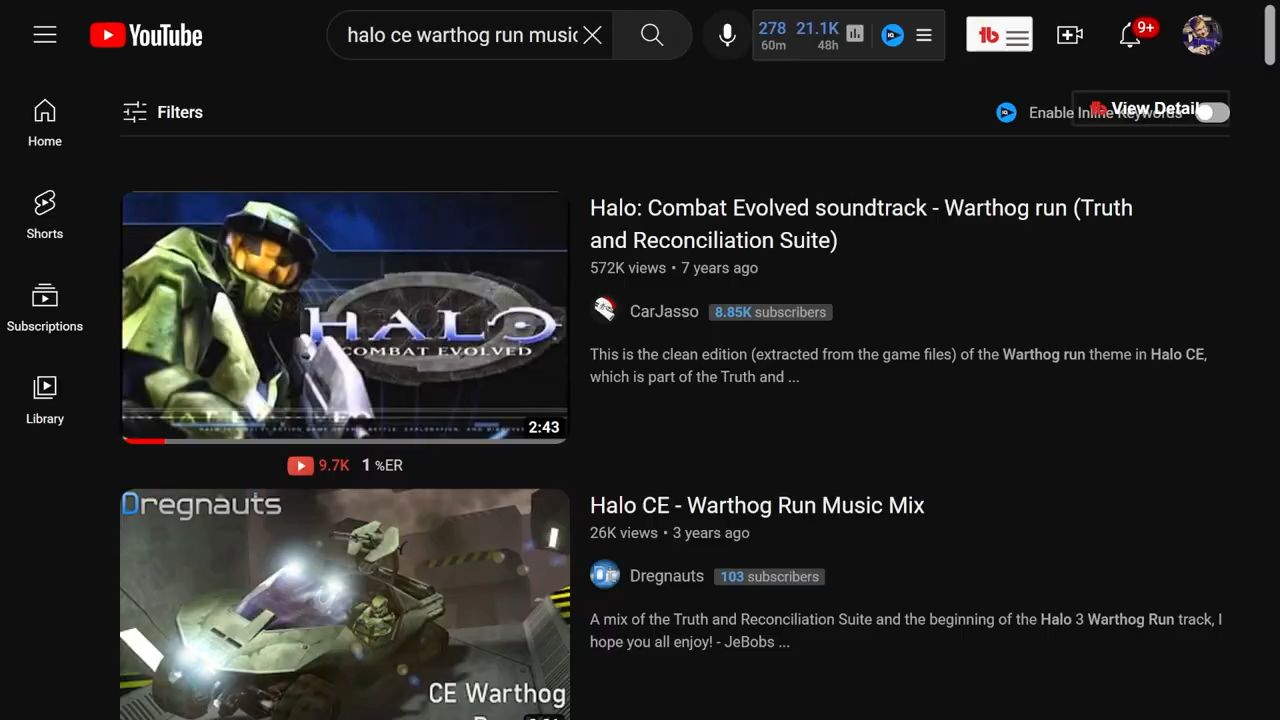 YouTube
halo ce warthog run music
278 21.1K
60m 48h
9+
Home
Shorts
Subscriptions
Library
Filters
Enable Inline Keywords
View Detail
HALO
COMBAT EVOLVED
2:43
Halo: Combat Evolved soundtrack - Warthog run (Truth
and Reconciliation Suite)
572K views • 7 years ago
CarJasso 8.85K subscribers
This is the clean edition (extracted from the game files) of the Warthog run theme in Halo CE,
which is part of the Truth and ...
9.7K 1 %ER
Dregnauts
CE Warthog
Halo CE - Warthog Run Music Mix
26K views • 3 years ago
Dregnauts 103 subscribers
A mix of the Truth and Reconciliation Suite and the beginning of the Halo 3 Warthog Run track, I
hope you all enjoy! - JeBobs ...